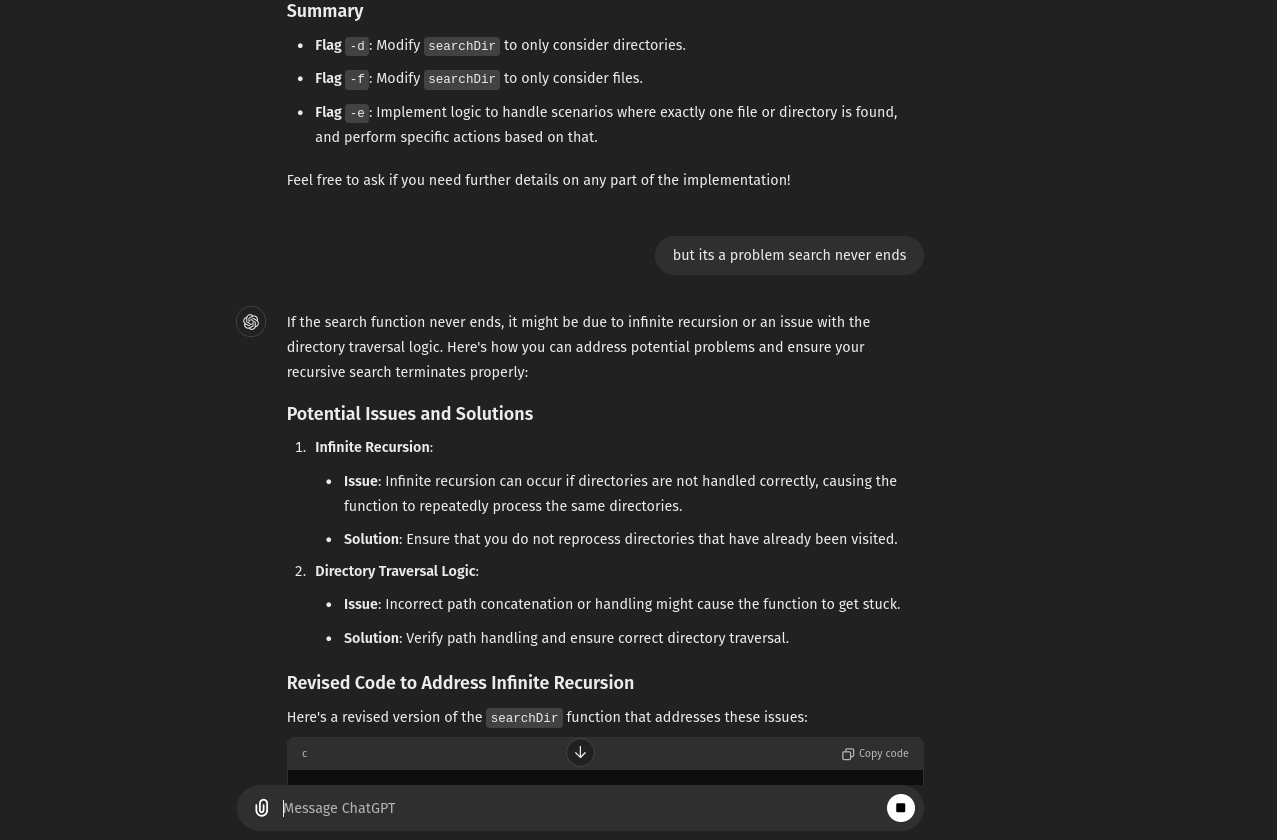 Summary
• Flag -d: Modify searchDir to only consider directories.
• Flag -f: Modify searchDir to only consider files.
• Flag -e: Implement logic to handle scenarios where exactly one file or directory is found,
and perform specific actions based on that.
Feel free to ask if you need further details on any part of the implementation!
but its a problem search never ends
If the search function never ends, it might be due to infinite recursion or an issue with the
directory traversal logic. Here's how you can address potential problems and ensure your
recursive search terminates properly:
Potential Issues and Solutions
1. Infinite Recursion:
• Issue: Infinite recursion can occur if directories are not handled correctly, causing the
function to repeatedly process the same directories.
• Solution: Ensure that you do not reprocess directories that have already been visited.
2. Directory Traversal Logic:
• Issue: Incorrect path concatenation or handling might cause the function to get stuck.
• Solution: Verify path handling and ensure correct directory traversal.
Revised Code to Address Infinite Recursion
Here's a revised version of the searchDir function that addresses these issues:
c
Copy code
Message ChatGPT